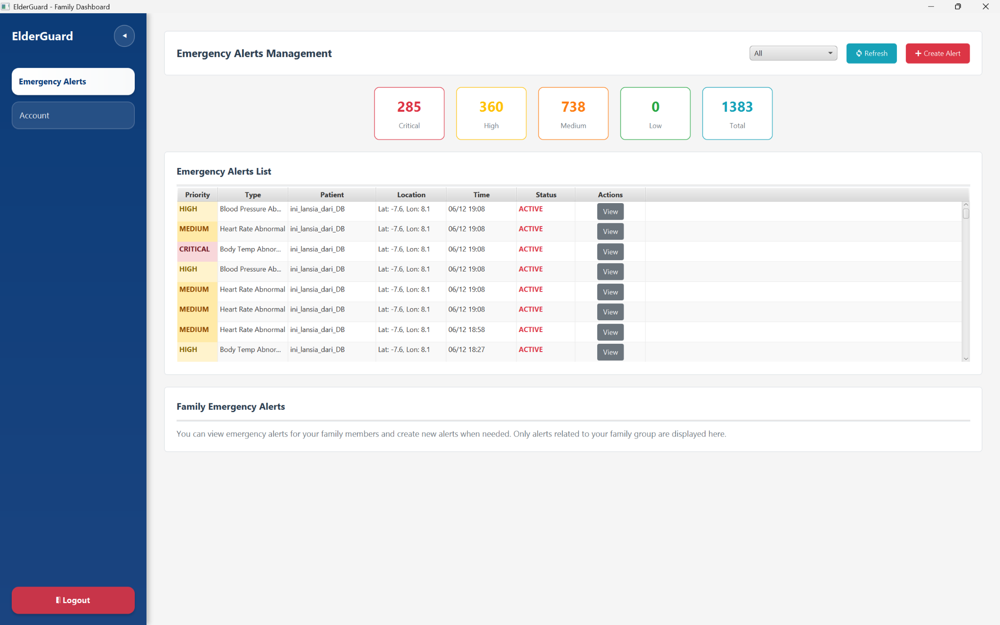 ElderGuard - Family Dashboard
ElderGuard
Emergency Alerts
Account
Logout
Emergency Alerts Management
All
Refresh
+ Create Alert
285
Critical
360
High
738
Medium
0
Low
1383
Total
Emergency Alerts List
Priority Type Patient Location Time Status Actions
HIGH Blood Pressure Ab... ini_lansia_dari_DB Lat: -7.6, Lon: 8.1 06/12 19:08 ACTIVE View
MEDIUM Heart Rate Abnormal ini_lansia_dari_DB Lat: -7.6, Lon: 8.1 06/12 19:08 ACTIVE View
CRITICAL Body Temp Abnor... ini_lansia_dari_DB Lat: -7.6, Lon: 8.1 06/12 19:08 ACTIVE View
HIGH Blood Pressure Ab... ini_lansia_dari_DB Lat: -7.6, Lon: 8.1 06/12 19:08 ACTIVE View
MEDIUM Heart Rate Abnormal ini_lansia_dari_DB Lat: -7.6, Lon: 8.1 06/12 19:08 ACTIVE View
MEDIUM Heart Rate Abnormal ini_lansia_dari_DB Lat: -7.6, Lon: 8.1 06/12 19:08 ACTIVE View
MEDIUM Heart Rate Abnormal ini_lansia_dari_DB Lat: -7.6, Lon: 8.1 06/12 18:58 ACTIVE View
HIGH Body Temp Abnor... ini_lansia_dari_DB Lat: -7.6, Lon: 8.1 06/12 18:27 ACTIVE View
Family Emergency Alerts
You can view emergency alerts for your family members and create new alerts when needed. Only alerts related to your family group are displayed here.